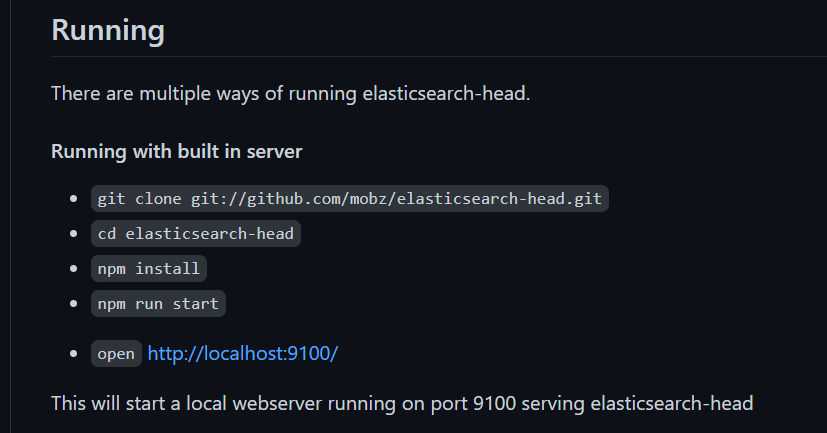 Running
There are multiple ways of running elasticsearch-head.
Running with built in server
git clone git://github.com/mobz/elasticsearch-head.git
cd elasticsearch-head
npm install
npm run start
open http://localhost:9100/
This will start a local webserver running on port 9100 serving elasticsearch-head